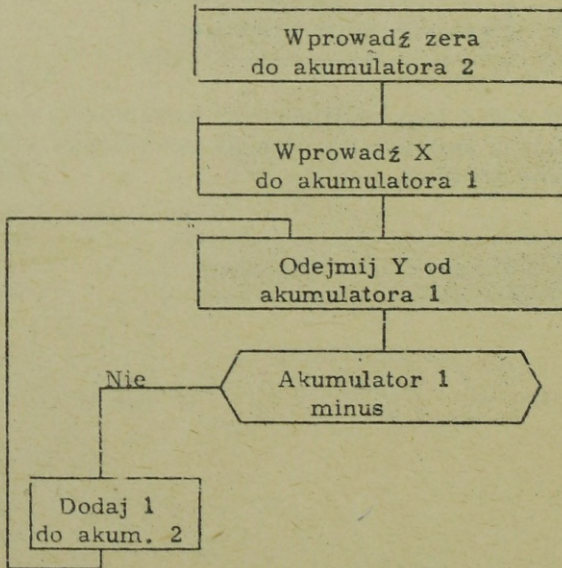 Wprowadź zera
do akumulatora 2
Wprowadź X
do akumulatora 1
Odejmij Y od
akumulatora 1
Nie
Akumulator 1
minus
Dodaj 1
do akum. 2